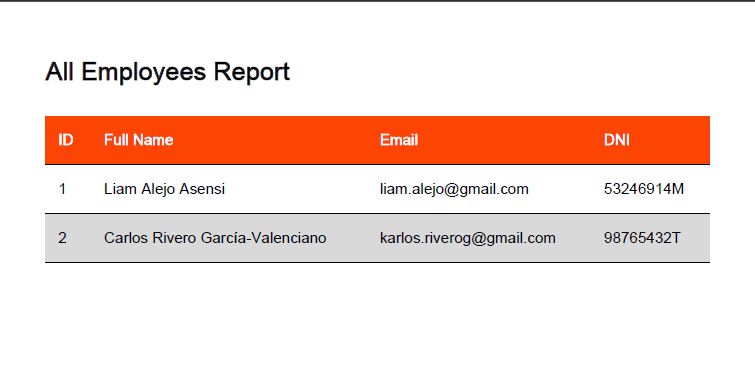 All Employees Report
ID Full Name Email DNI
1 Liam Alejo Asensi liam.alejo@gmail.com 53246914M
2 Carlos Rivero García-Valenciano karlos.riverog@gmail.com 98765432T